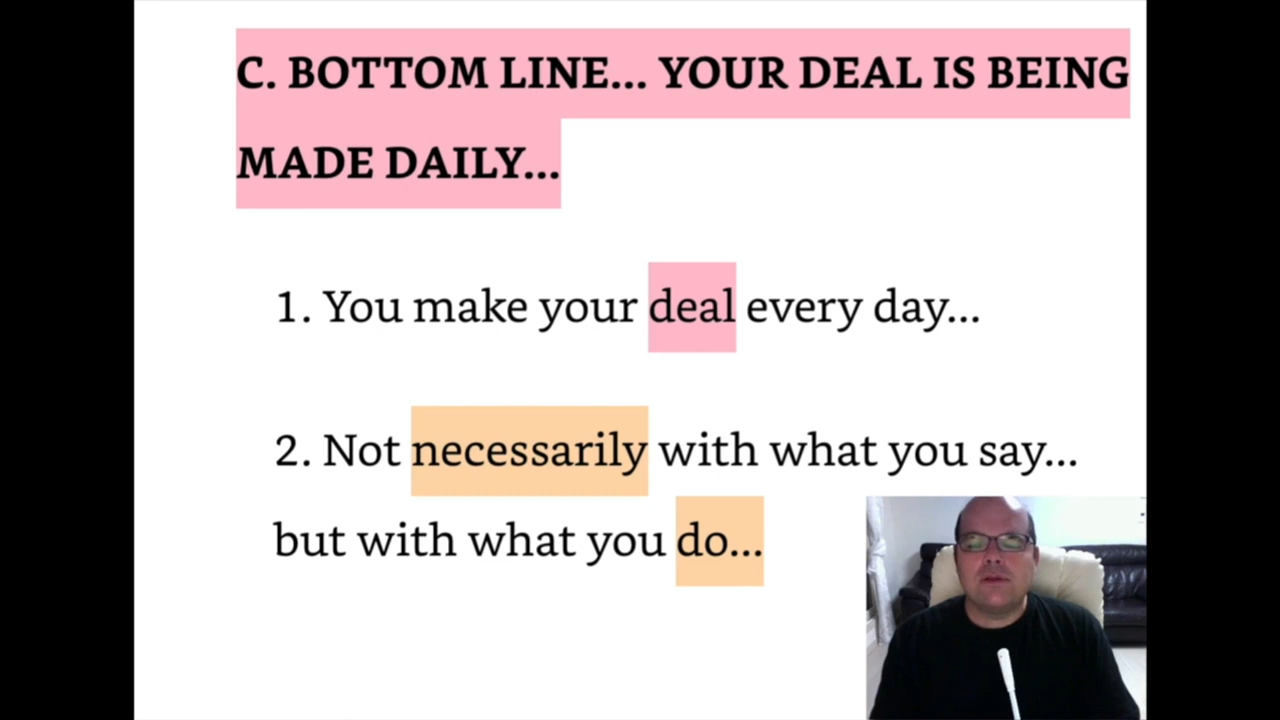 C. BOTTOM LINE... YOUR DEAL IS BEING
MADE DAILY...
1. You make your deal every day...
2. Not necessarily with what you say...
but with what you do...